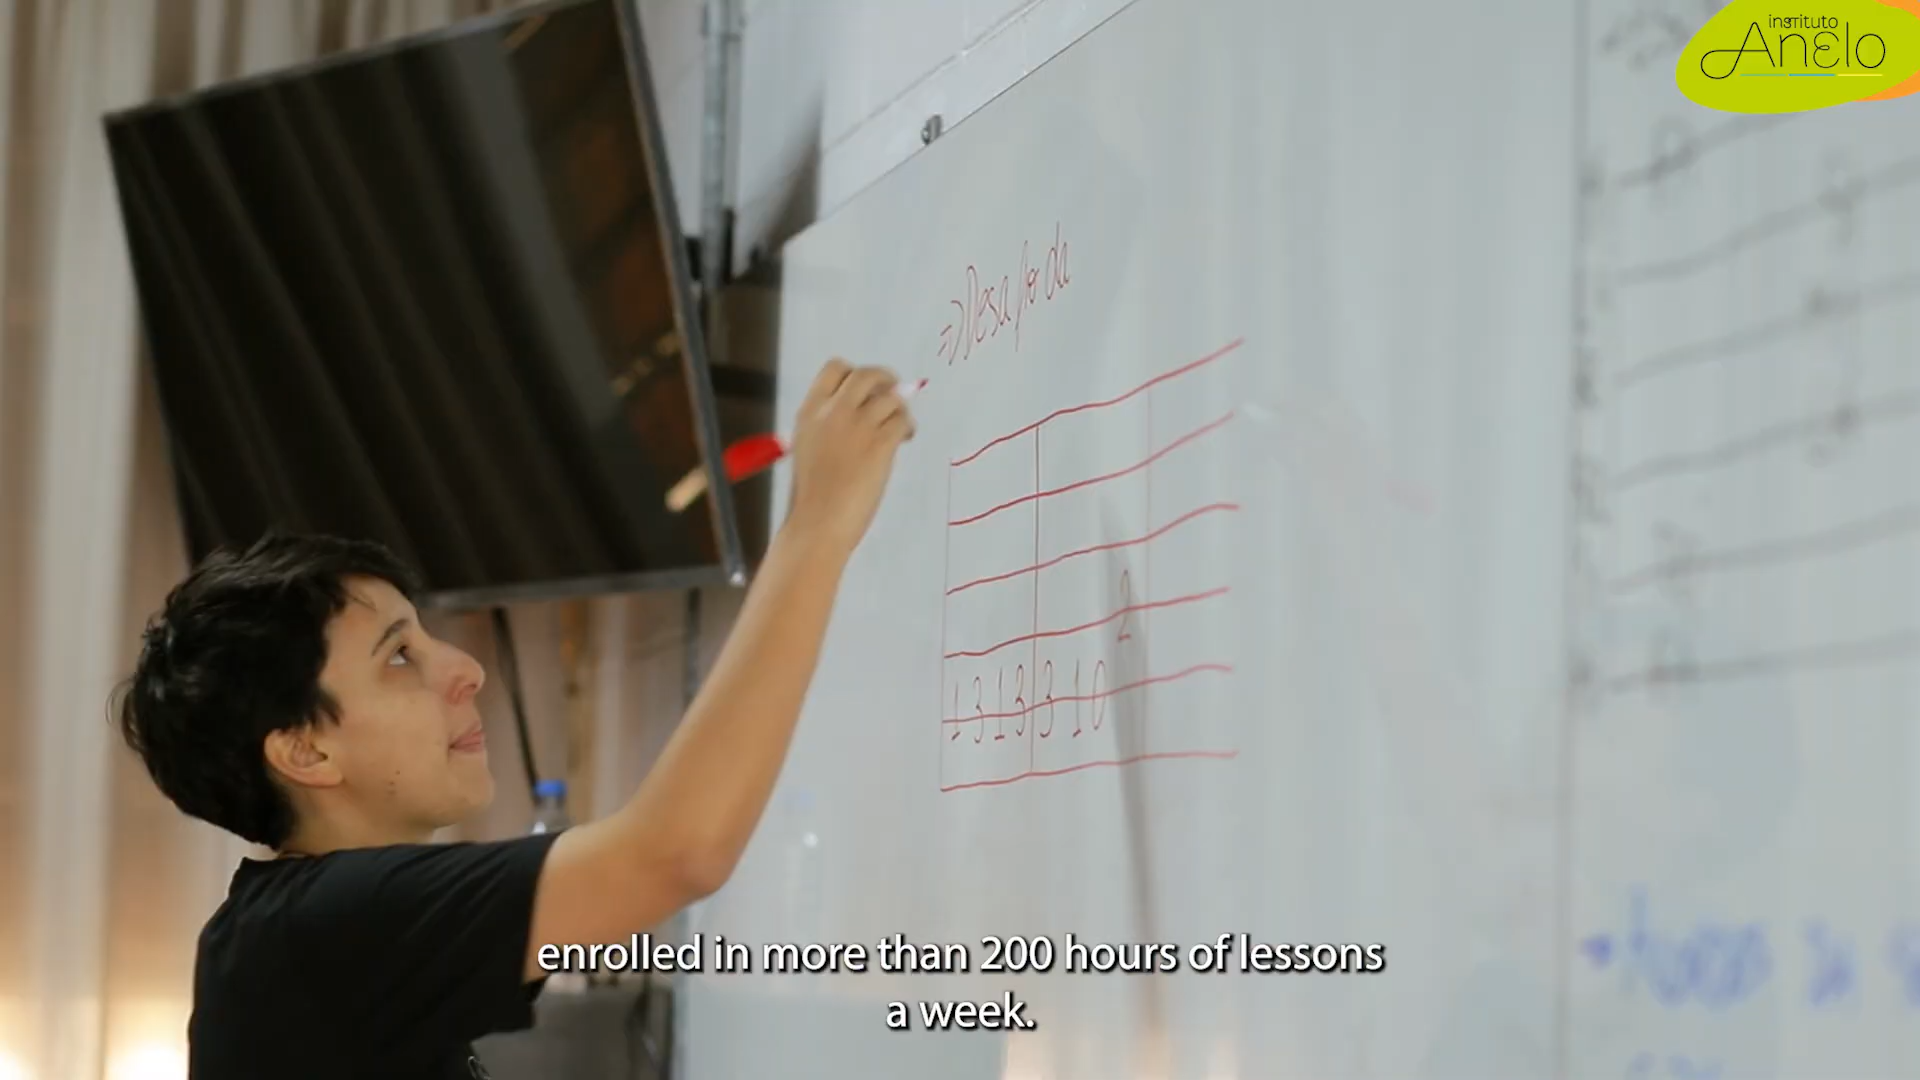 instituto
Anelo
=> Desafio da
2
1 3 1 3 3 1 0
enrolled in more than 200 hours of lessons
a week.